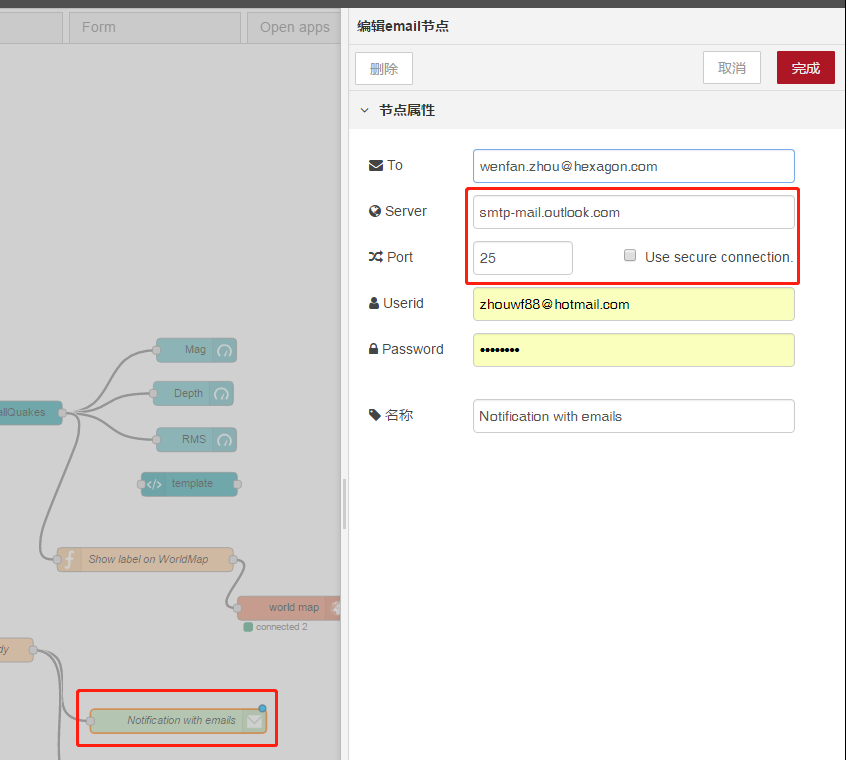 Form
Open apps
编辑email节点
删除
取消
完成
节点属性
To
wenfan.zhou@hexagon.com
Server
smtp-mail.outlook.com
Port
25
Use secure connection.
Userid
zhouwf88@hotmail.com
Password
••••••••
名称
Notification with emails
Mag
Depth
allQuakes
RMS
</> template
Show label on WorldMap
world map
connected 2
dy
Notification with emails